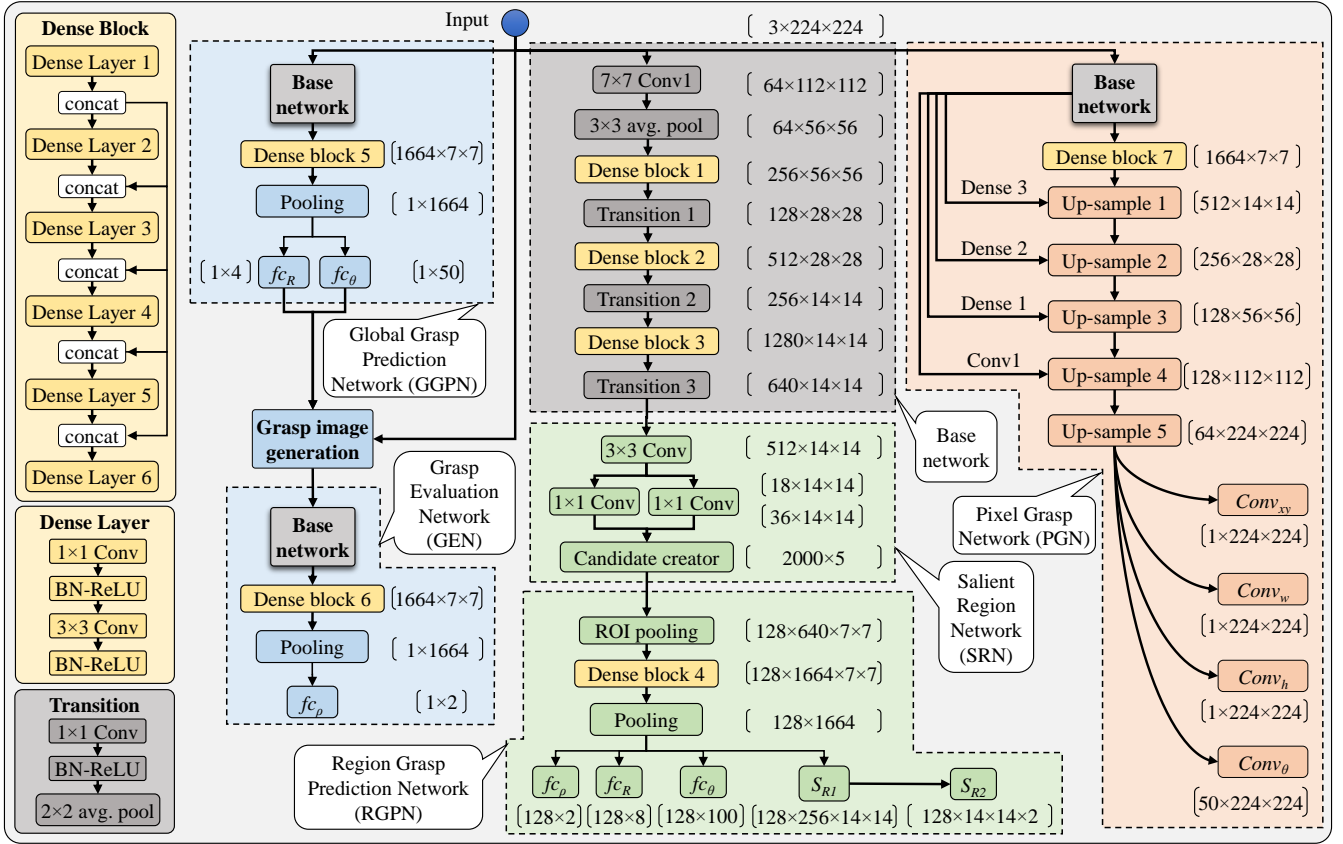 Dense Block
Dense Layer 1
concat
Dense Layer 2
concat
Dense Layer 3
concat
Dense Layer 4
concat
Dense Layer 5
concat
Dense Layer 6
Dense Layer
1×1 Conv
BN-ReLU
3×3 Conv
BN-ReLU
Transition
1×1 Conv
BN-ReLU
2×2 avg. pool
Input
Base
network
Dense block 5
[1664×7×7]
Pooling
[1×1664]
[1×4]
fc_R
fc_θ
[1×50]
Global Grasp
Prediction
Network (GGPN)
Grasp image
generation
Grasp
Evaluation
Network
(GEN)
Base
network
Dense block 6
[1664×7×7]
Pooling
[1×1664]
fc_ρ
[1×2]
[3×224×224]
7×7 Conv1
[64×112×112]
3×3 avg. pool
[64×56×56]
Dense block 1
[256×56×56]
Transition 1
[128×28×28]
Dense block 2
[512×28×28]
Transition 2
[256×14×14]
Dense block 3
[1280×14×14]
Transition 3
[640×14×14]
Base
network
3×3 Conv
[512×14×14]
1×1 Conv
1×1 Conv
[18×14×14]
[36×14×14]
Candidate creator
[2000×5]
Salient
Region
Network
(SRN)
ROI pooling
[128×640×7×7]
Dense block 4
[128×1664×7×7]
Pooling
[128×1664]
Region Grasp
Prediction Network
(RGPN)
fc_ρ
fc_R
fc_θ
S_R1
S_R2
[128×2]
[128×8]
[128×100]
[128×256×14×14]
[128×14×14×2]
Base
network
Dense block 7
[1664×7×7]
Dense 3
Up-sample 1
[512×14×14]
Dense 2
Up-sample 2
[256×28×28]
Dense 1
Up-sample 3
[128×56×56]
Conv1
Up-sample 4
[128×112×112]
Up-sample 5
[64×224×224]
Pixel Grasp
Network (PGN)
Conv_xy
[1×224×224]
Conv_w
[1×224×224]
Conv_h
[1×224×224]
Conv_θ
[50×224×224]